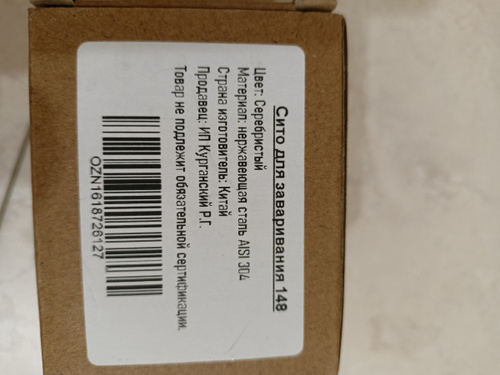 Сито для заваривания 148
Цвет: Серебристый
Материал: нержавеющая сталь AISI 304
Страна изготовитель: Китай
Продавец: ИП Курганский Р.Г.
Товар не подлежит обязательной сертификации.
OZN1618726127